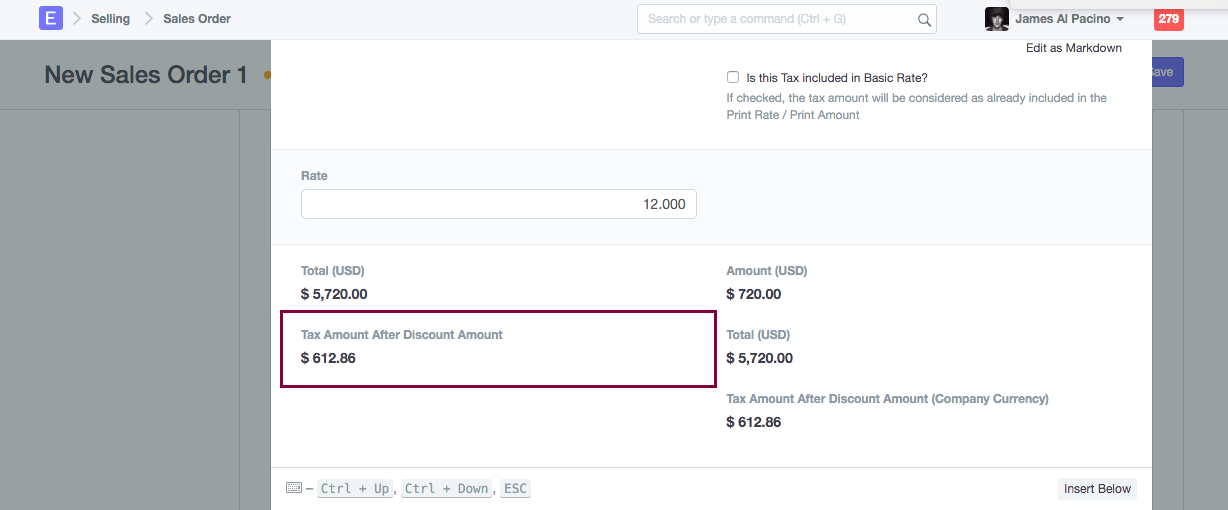 E Selling Sales Order
Search or type a command (Ctrl + G)
James Al Pacino
279
Edit as Markdown
New Sales Order 1
Save
Is this Tax included in Basic Rate?
If checked, the tax amount will be considered as already included in the
Print Rate / Print Amount
Rate
12.000
Total (USD)
$ 5,720.00
Amount (USD)
$ 720.00
Tax Amount After Discount Amount
$ 612.86
Total (USD)
$ 5,720.00
Tax Amount After Discount Amount (Company Currency)
$ 612.86
– Ctrl + Up, Ctrl + Down, ESC
Insert Below